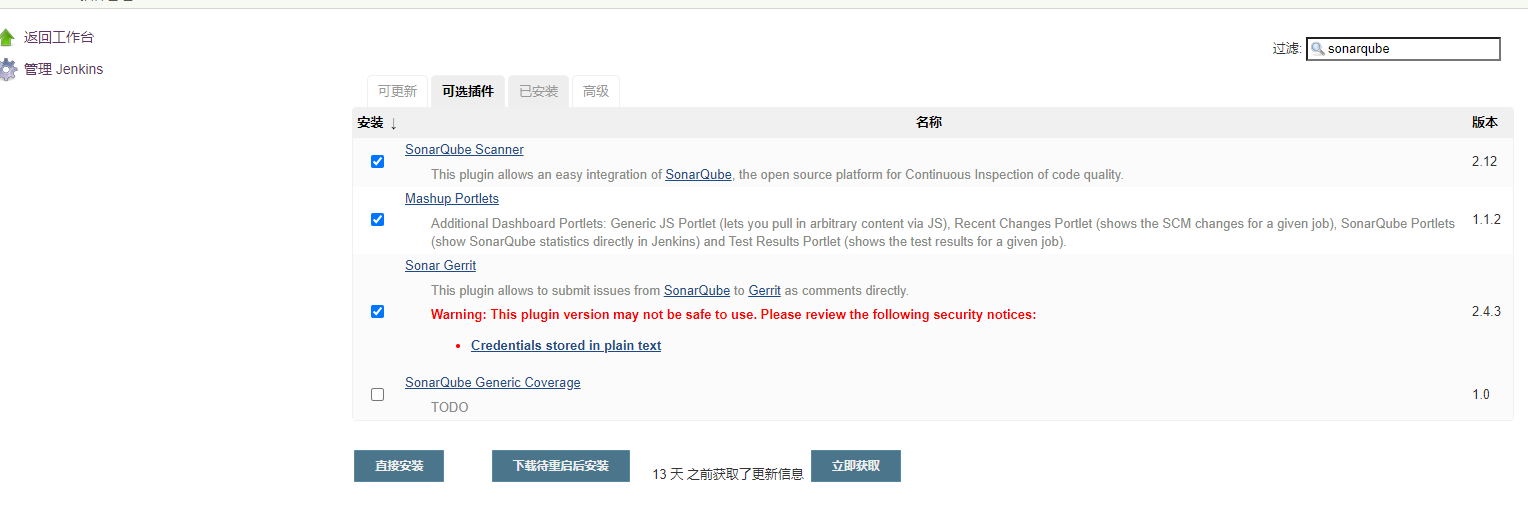 返回工作台
管理 Jenkins
过滤: sonarqube
可更新 可选插件 已安装 高级
安装 ↓ 名称 版本
SonarQube Scanner
This plugin allows an easy integration of SonarQube, the open source platform for Continuous Inspection of code quality.
2.12
Mashup Portlets
Additional Dashboard Portlets: Generic JS Portlet (lets you pull in arbitrary content via JS), Recent Changes Portlet (shows the SCM changes for a given job), SonarQube Portlets
(show SonarQube statistics directly in Jenkins) and Test Results Portlet (shows the test results for a given job).
1.1.2
Sonar Gerrit
This plugin allows to submit issues from SonarQube to Gerrit as comments directly.
Warning: This plugin version may not be safe to use. Please review the following security notices:
• Credentials stored in plain text
2.4.3
SonarQube Generic Coverage
TODO
1.0
直接安装 下载待重启后安装 13 天 之前获取了更新信息 立即获取